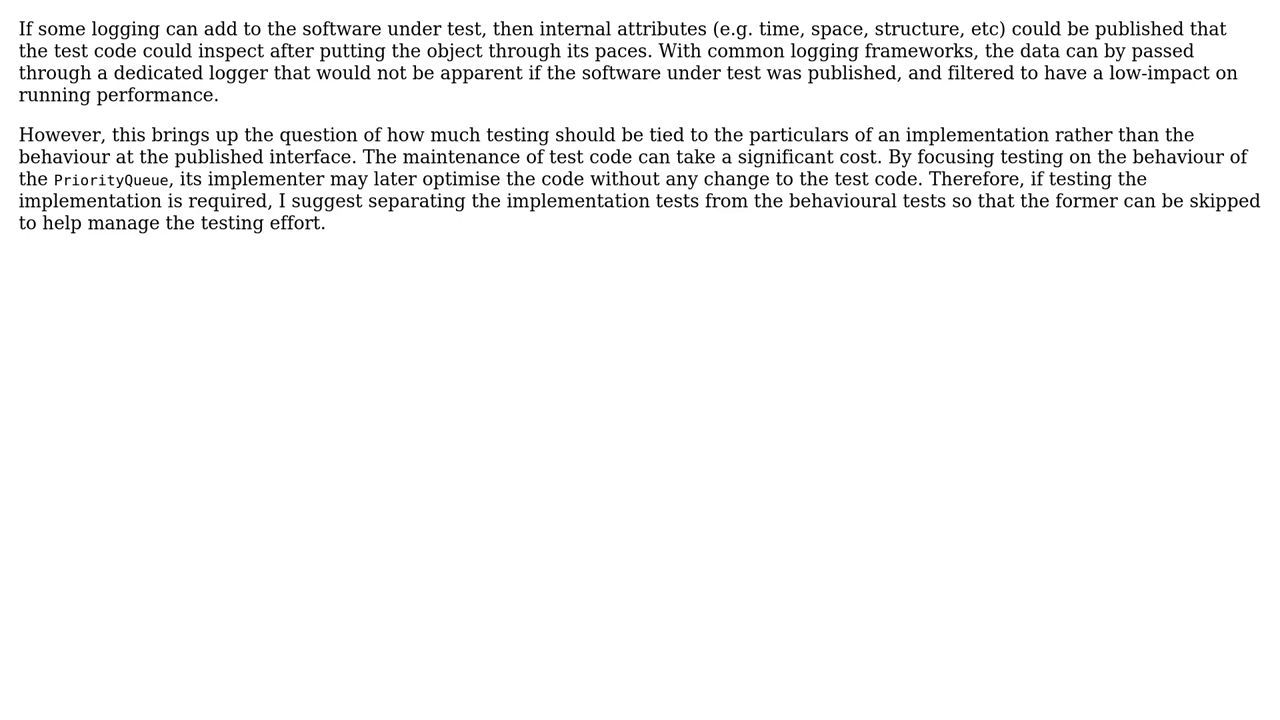 If some logging can add to the software under test, then internal attributes (e.g. time, space, structure, etc) could be published that
the test code could inspect after putting the object through its paces. With common logging frameworks, the data can by passed
through a dedicated logger that would not be apparent if the software under test was published, and filtered to have a low-impact on
running performance.
However, this brings up the question of how much testing should be tied to the particulars of an implementation rather than the
behaviour at the published interface. The maintenance of test code can take a significant cost. By focusing testing on the behaviour of
the PriorityQueue, its implementer may later optimise the code without any change to the test code. Therefore, if testing the
implementation is required, I suggest separating the implementation tests from the behavioural tests so that the former can be skipped
to help manage the testing effort.